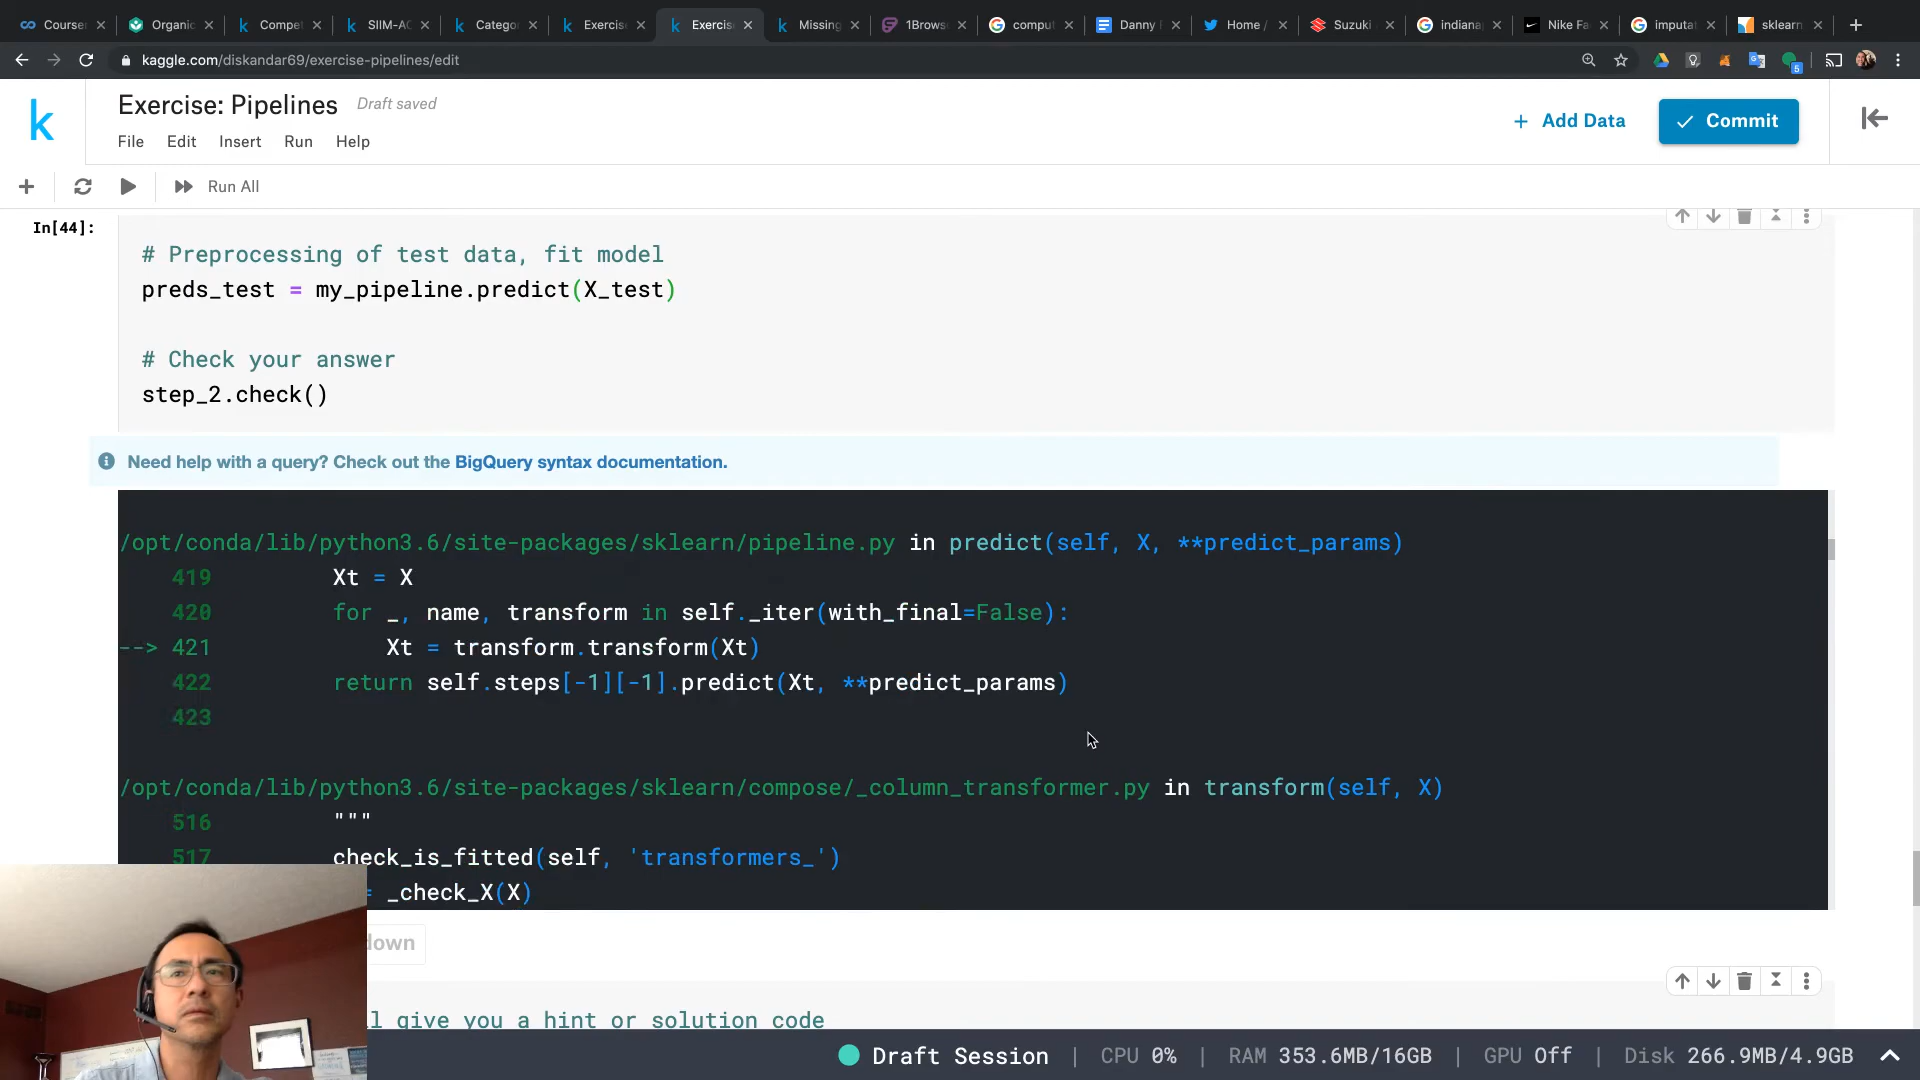 Course
Organic
Compet
SIIM-AC
Catego
Exercise
Exercis
Missing
1Brows
comput
Danny
Home /
Suzuki
indiana
Nike Fa
imputat
sklearn
kaggle.com/diskandar69/exercise-pipelines/edit
5
k
Exercise: Pipelines
Draft saved
File
Edit
Insert
Run
Help
+ Add Data
Commit
Run All
In[44]:
# Preprocessing of test data, fit model
preds_test = my_pipeline.predict(X_test)
# Check your answer
step_2.check()
Need help with a query? Check out the BigQuery syntax documentation.
/opt/conda/lib/python3.6/site-packages/sklearn/pipeline.py in predict(self, X, **predict_params)
419 Xt = X
420 for _, name, transform in self._iter(with_final=False):
--> 421 Xt = transform.transform(Xt)
422 return self.steps[-1][-1].predict(Xt, **predict_params)
423
/opt/conda/lib/python3.6/site-packages/sklearn/compose/_column_transformer.py in transform(self, X)
516 """
517 check_is_fitted(self, 'transformers_')
= _check_X(X)
down
ll give you a hint or solution code
Draft Session | CPU 0% | RAM 353.6MB/16GB | GPU Off | Disk 266.9MB/4.9GB